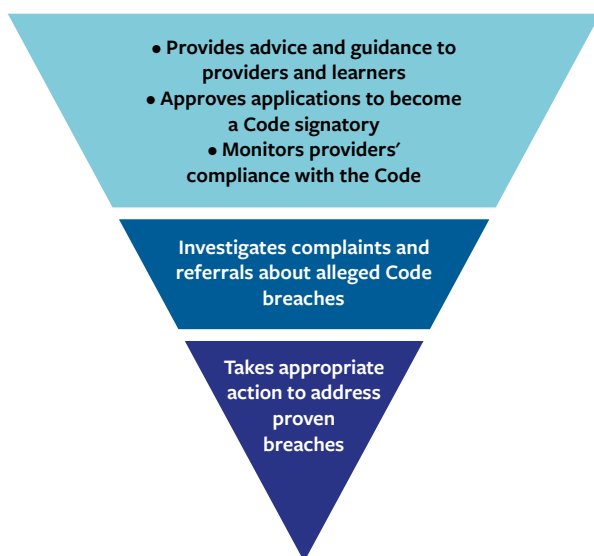 • Provides advice and guidance to
providers and learners
• Approves applications to become
a Code signatory
• Monitors providers’
compliance with the Code
Investigates complaints and
referrals about alleged Code
breaches
Takes appropriate
action to address
proven
breaches